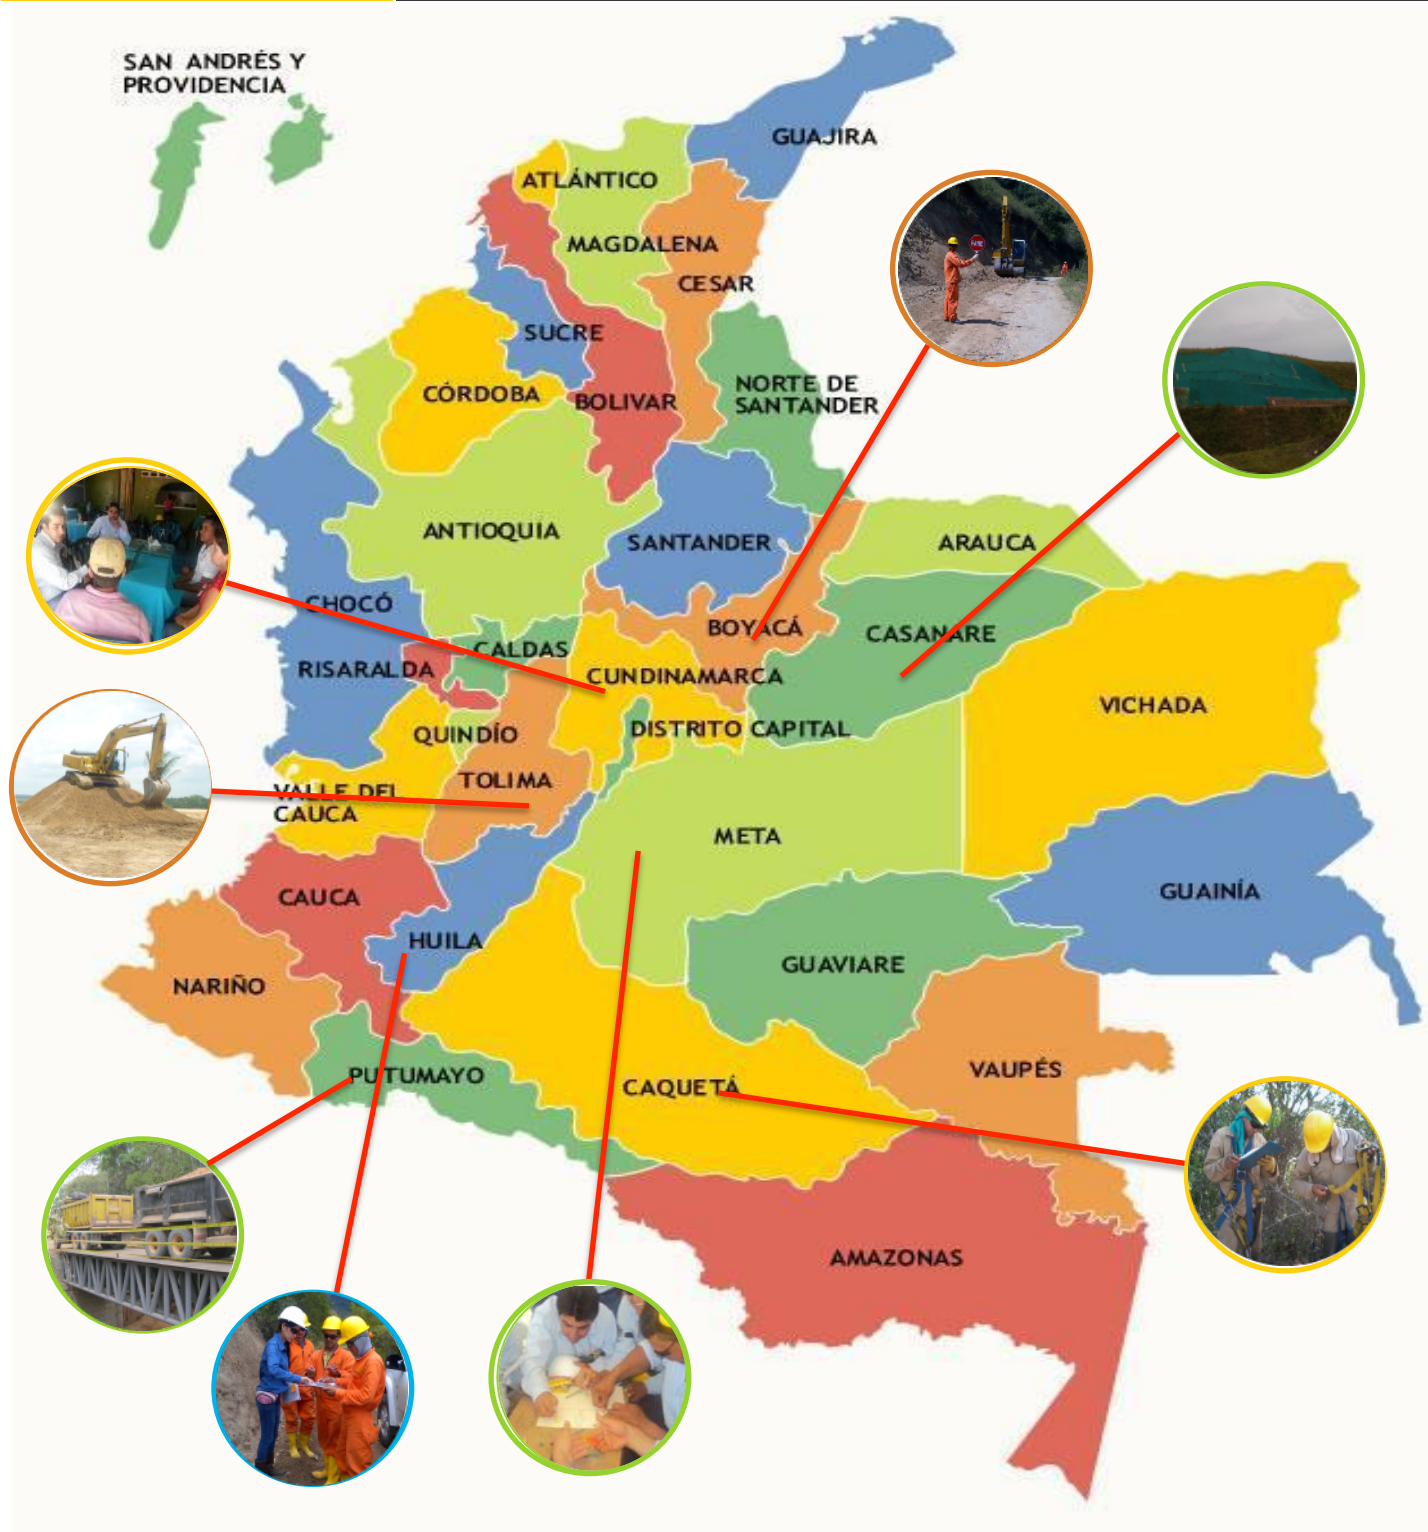 SAN ANDRÉS Y
PROVIDENCIA
GUAJIRA
ATLÁNTICO
MAGDALENA
CESAR
SUCRE
CÓRDOBA
BOLIVAR
NORTE DE
SANTANDER
ANTIOQUIA
SANTANDER
ARAUCA
CHOCÓ
BOYACÁ
CASANARE
CALDAS
RISARALDA
CUNDINAMARCA
VICHADA
QUINDÍO
DISTRITO CAPITAL
TOLIMA
VALLE DEL
CAUCA
META
CAUCA
GUAINÍA
HUILA
GUAVIARE
NARIÑO
VAUPÉS
PUTUMAYO
CAQUETÁ
AMAZONAS